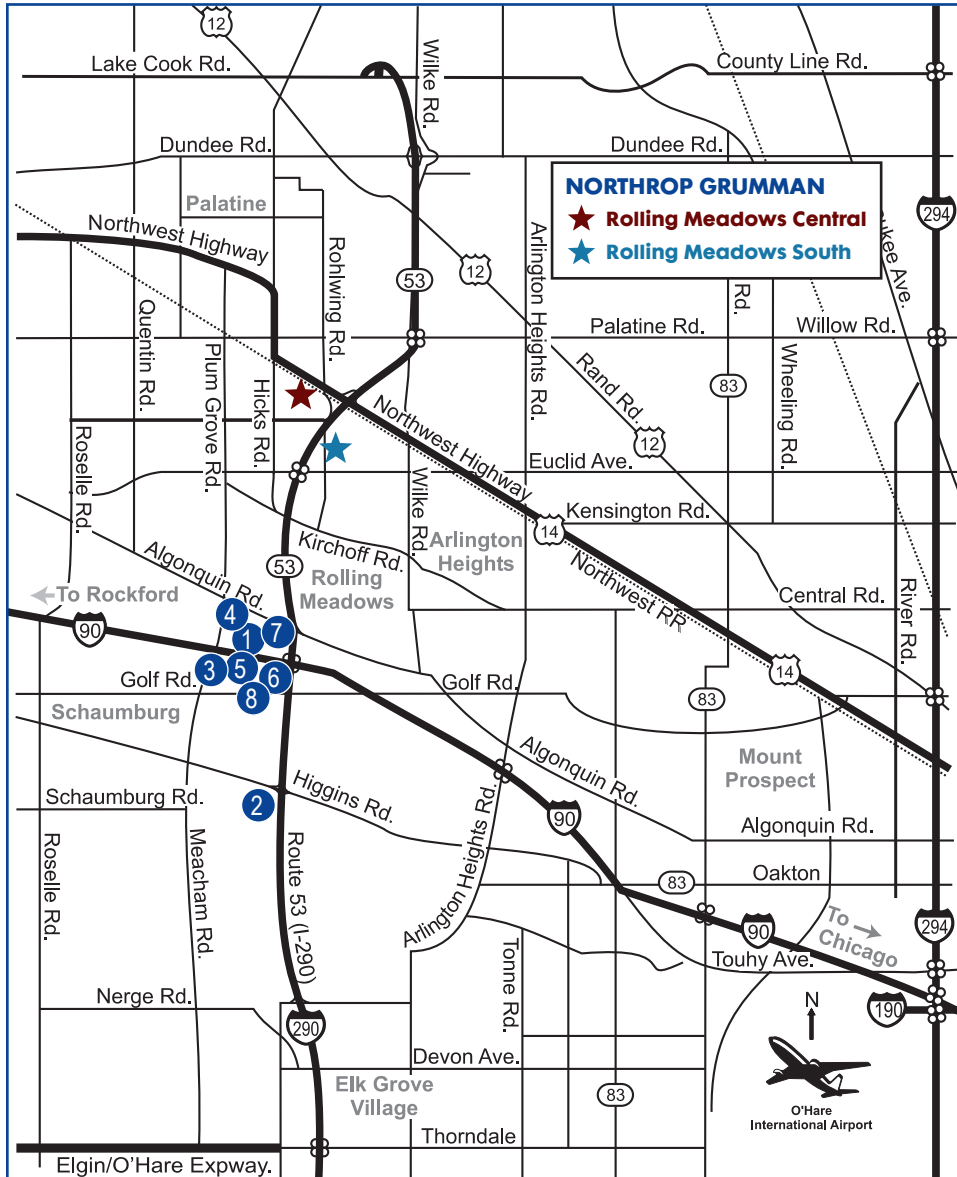 12
Lake Cook Rd.
Wilke Rd.
County Line Rd.
Dundee Rd.
Dundee Rd.
NORTHROP GRUMMAN
Rolling Meadows Central
Rolling Meadows South
Palatine
Northwest
Highway
Rohlwing Rd.
Arlington Heights Rd.
294
ukee Ave.
Rd.
53
12
Quentin Rd.
Palatine Rd.
Willow Rd.
Plum Grove Rd.
Hicks Rd.
Rand Rd.
83
Wheeling Rd.
Northwest Highway
12
Roselle Rd.
Euclid Ave.
Wilke Rd.
Kensington Rd.
14
Kirchoff Rd.
Arlington
Heights
Algonquin Rd.
53
Rolling
Meadows
Northwest RR
To Rockford
Central Rd.
River Rd.
90
4
1
7
3
5
6
8
14
Golf Rd.
Golf Rd.
83
Schaumburg
Algonquin Rd.
Mount
Prospect
Higgins Rd.
Schaumburg Rd.
2
90
Algonquin Rd.
Roselle Rd.
Meacham Rd.
Route 53 (I-290)
Arlington Heights Rd.
83
Oakton
To
Chicago
90
294
Touhy Ave.
Tonne Rd.
Nerge Rd.
290
N
190
Devon Ave.
Elk Grove
Village
83
O'Hare
International Airport
Thorndale
Elgin/O'Hare Expway.